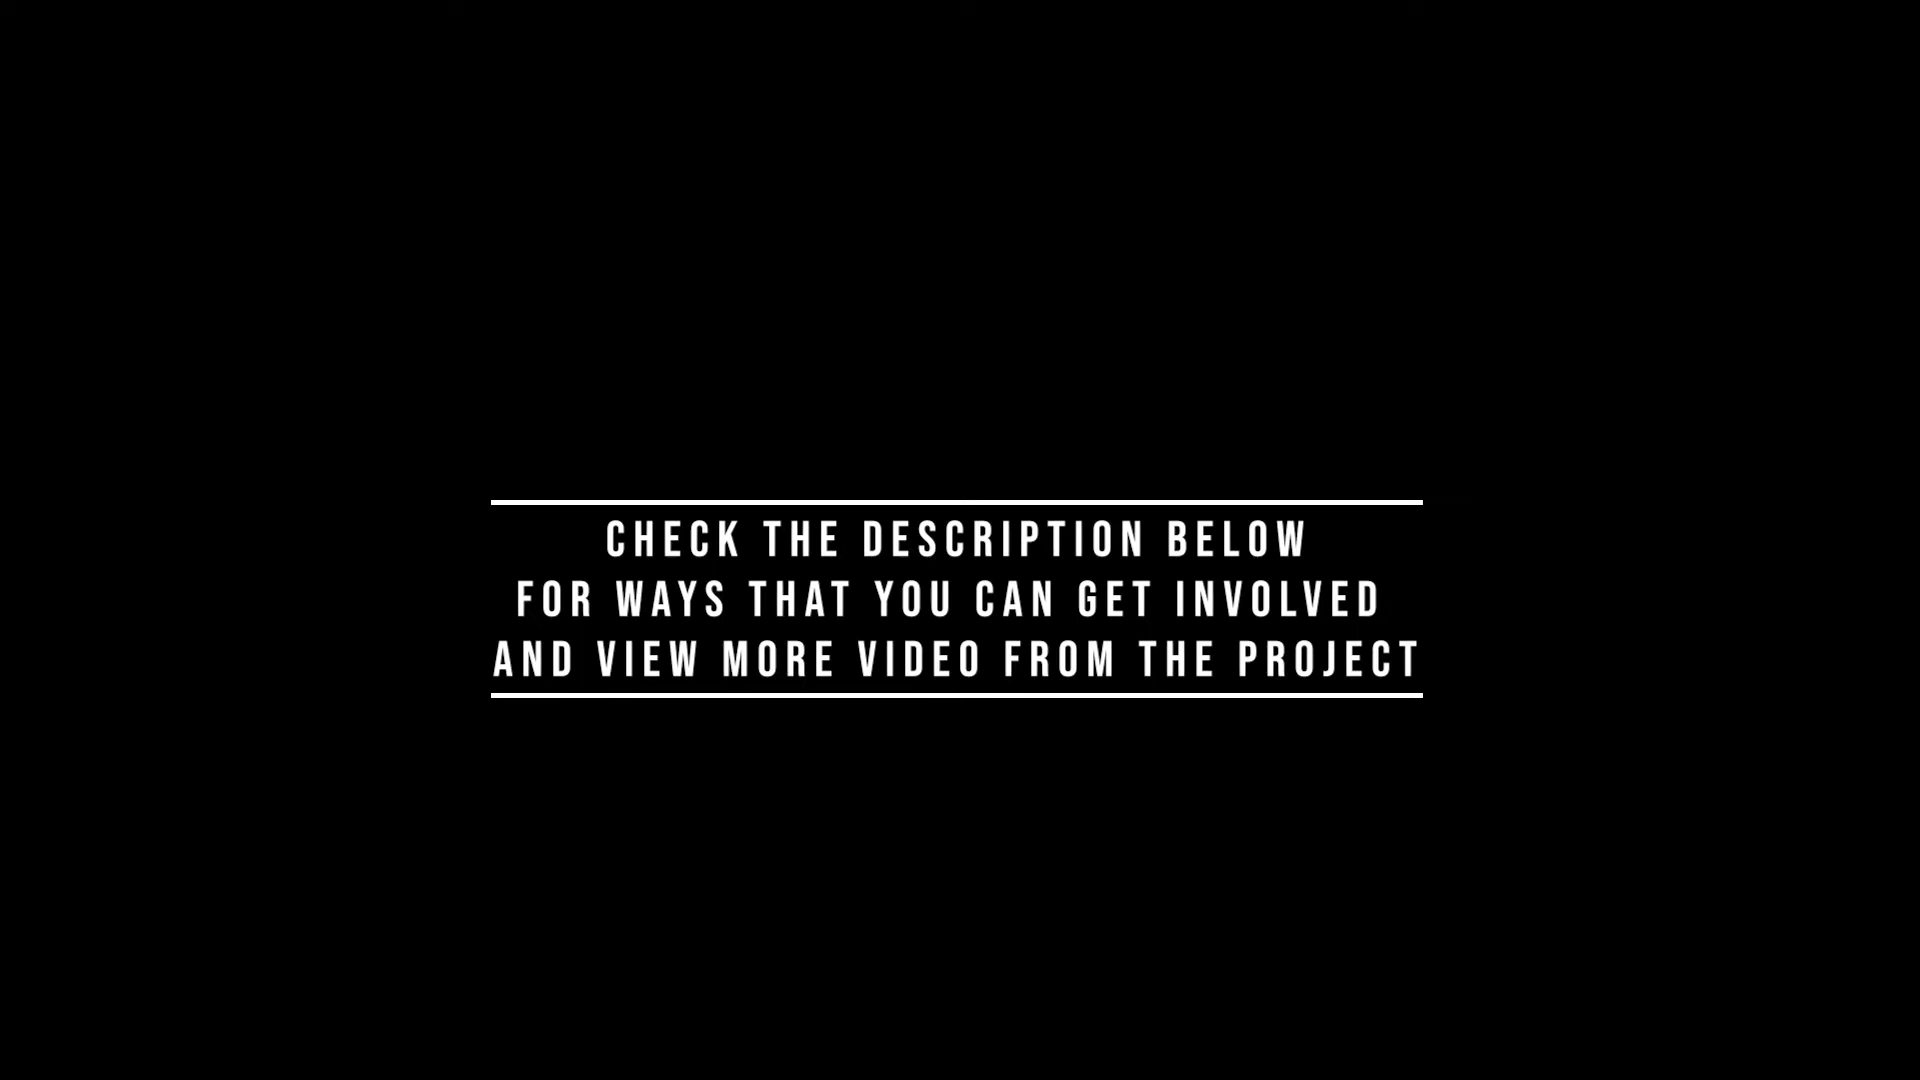 CHECK THE DESCRIPTION BELOW
FOR WAYS THAT YOU CAN GET INVOLVED
AND VIEW MORE VIDEO FROM THE PROJECT